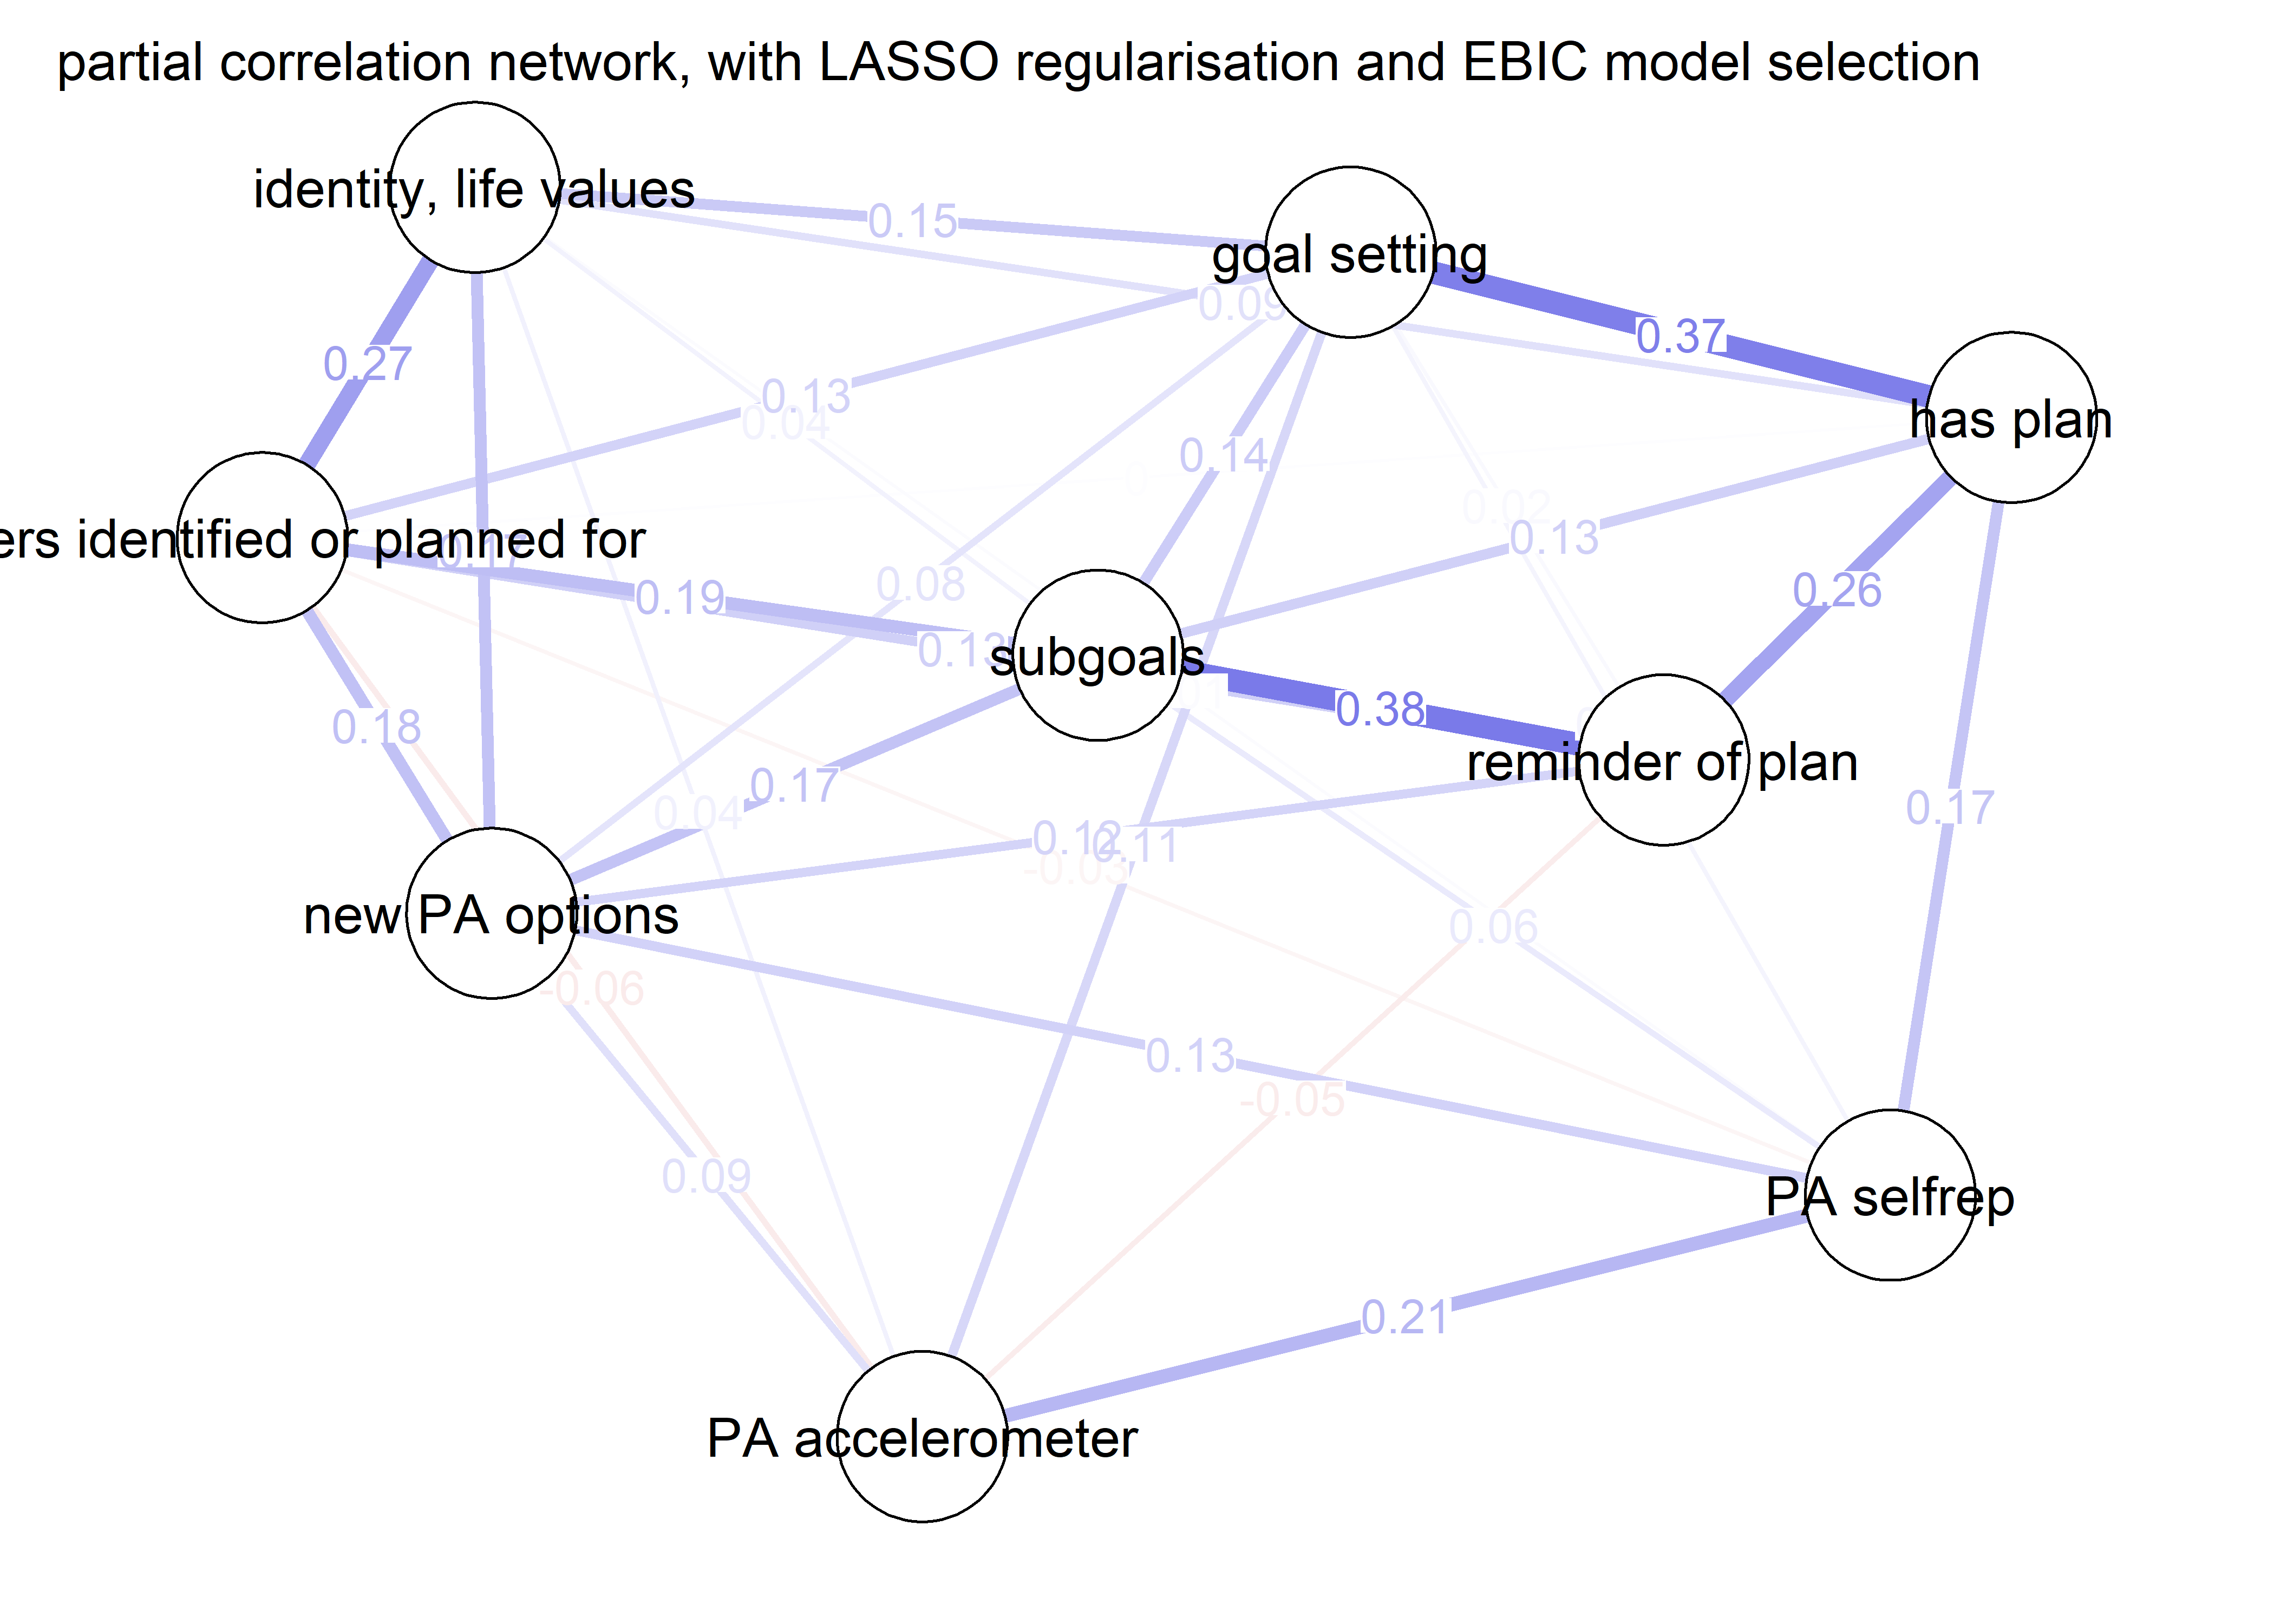 partial correlation network, with LASSO regularisation and EBIC model selection
identity, life values
0.15
goal setting
0.09
0.37
0.27
0.13
0.04
has plan
0.14
0
0.02
0.13
ers identified or planned for
0.17
0.19
0.08
0.26
0.13
subgoals
0.38
0.18
reminder of plan
0.17
0.04
0.12
0.11
-0.03
0.17
new PA options
0.06
-0.06
0.13
-0.05
0.09
PA selfrep
0.21
PA accelerometer